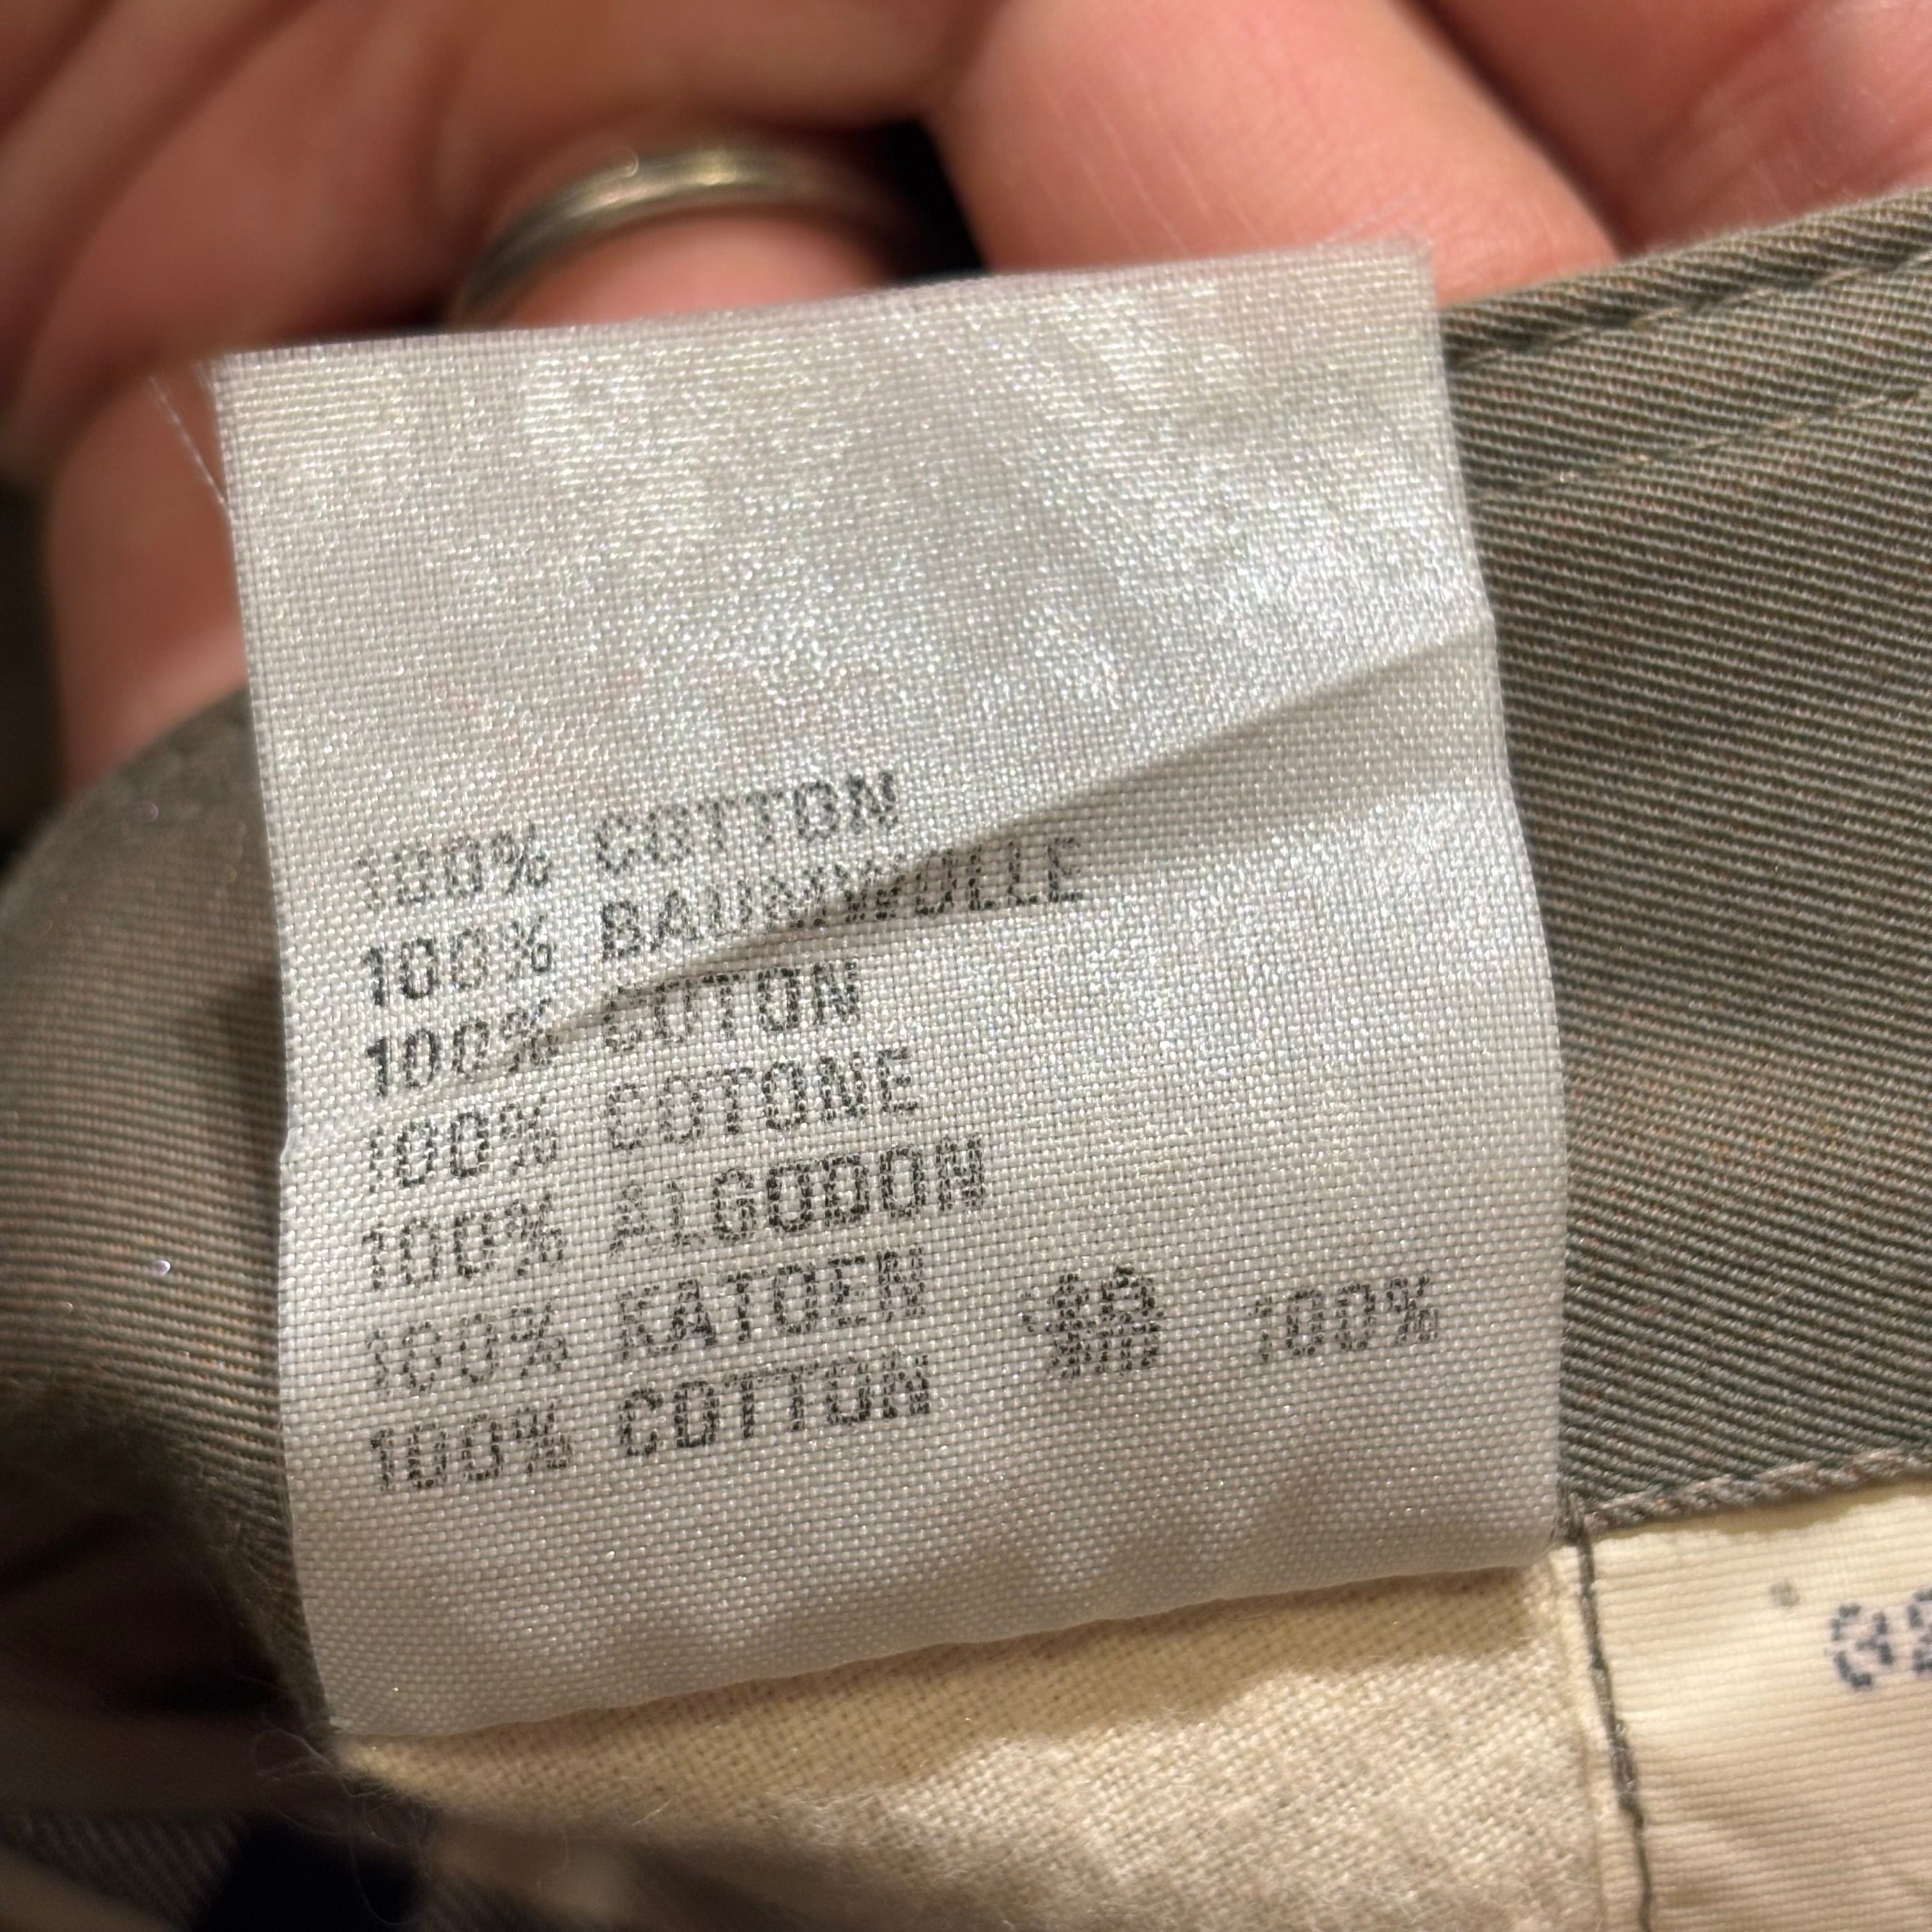 100% COTTON
100% BAUMWOLLE
100% COTON
100% COTONE
100% ALGODON
100% KATOEN 綿 100%
100% COTTON